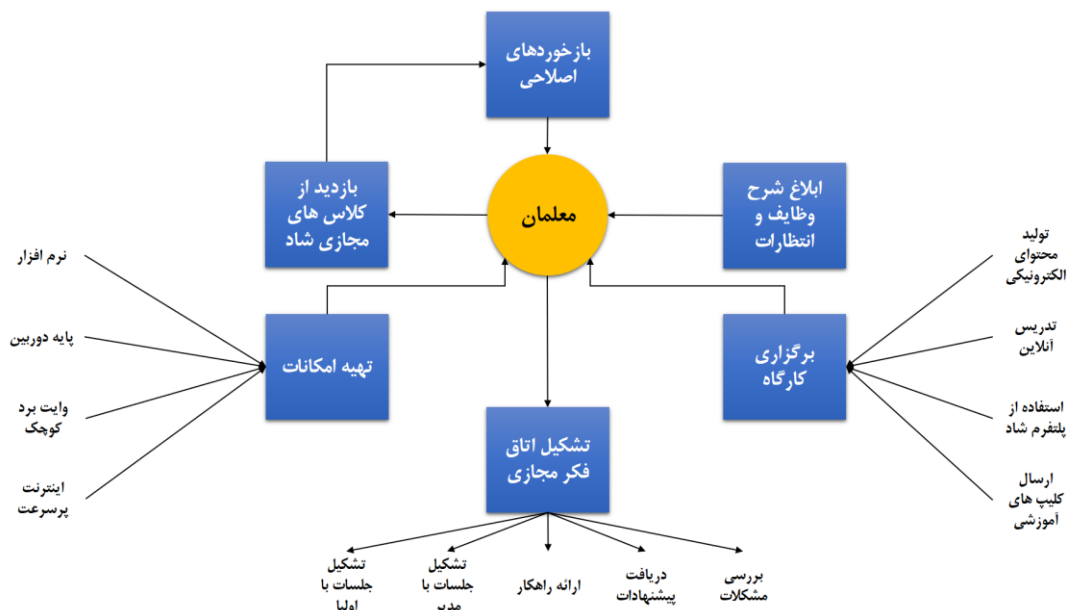 بازخوردهای
اصلاحی
بازدید از
کلاس های
مجازی شاد
معلمان
ابلاغ شرح
وظایف و
انتظارات
تولید
محتوای
الکترونیکی
تدریس
آنلاین
استفاده از
پلتفرم شاد
ارسال
کلیپ های
آموزشی
برگزاری
کارگاه
تهیه امکانات
نرم افزار
پایه دوربین
وایت برد
کوچک
اینترنت
پرسرعت
تشکیل اتاق
فکر مجازی
بررسی
مشکلات
دریافت
پیشنهادات
ارائه راهکار
تشکیل
جلسات با
مدیر
تشکیل
جلسات با
اولیا